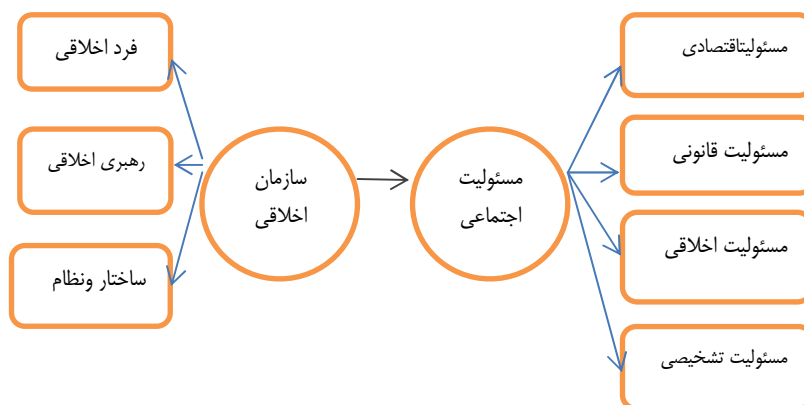 فرد اخلاقی
رهبری اخلاقی
ساختار ونظام
سازمان
اخلاقی
مسئولیت
اجتماعی
مسئولیتاقتصادی
مسئولیت قانونی
مسئولیت اخلاقی
مسئولیت تشخیصی